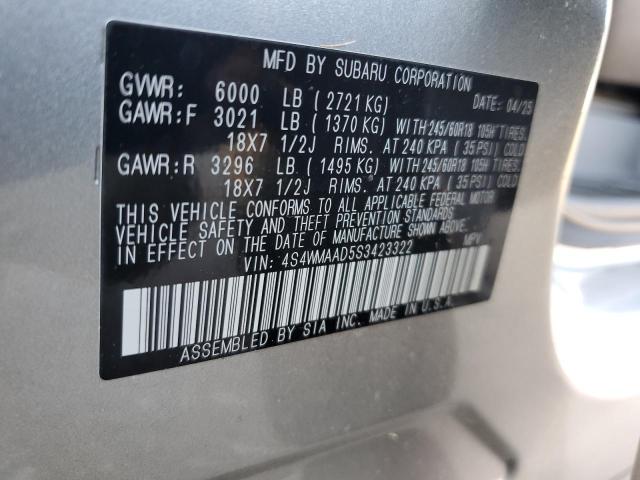 MFD BY SUBARU CORPORATION
GVWR: 6000 LB ( 2721 KG) DATE: 04/25
GAWR:F 3021 LB ( 1370 KG) WITH 245/60R18 105H TIRES.
18X7 1/2J RIMS. AT 240 KPA ( 35 PSI) COLD
GAWR:R 3296 LB ( 1495 KG) WITH 245/60R18 105H TIRES.
18X7 1/2J RIMS. AT 240 KPA ( 35 PSI) COLD
THIS VEHICLE CONFORMS TO ALL APPLICABLE FEDERAL MOTOR
VEHICLE SAFETY AND THEFT PREVENTION STANDARDS
IN EFFECT ON THE DATE OF MANUFACTURE SHOWN ABOVE.
VIN: 4S4WMAAD5S3423322 MPV
ASSEMBLED BY SIA INC. MADE IN U.S.A.